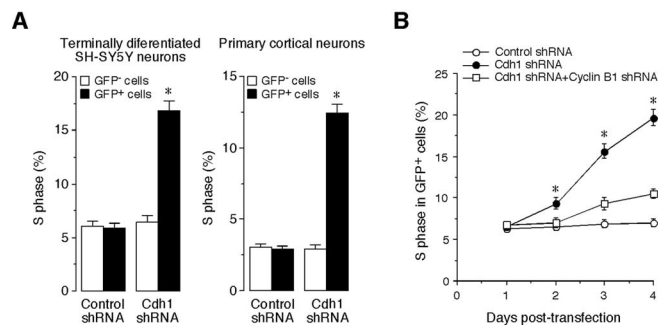 A
Terminally diferentiated
SH-SY5Y neurons
GFP- cells
GFP+ cells
*
S phase (%)
20
15
10
5
0
Control
shRNA
Cdh1
shRNA
Primary cortical neurons
GFP- cells
GFP+ cells
*
S phase (%)
15
10
5
0
Control
shRNA
Cdh1
shRNA
B
Control shRNA
Cdh1 shRNA
Cdh1 shRNA+Cyclin B1 shRNA
S phase in GFP+ cells (%)
25
20
15
10
5
0
*
*
*
0 1 2 3 4
Days post-transfection